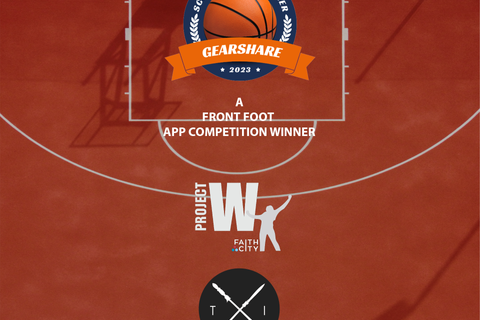 GEARSHARE
2023
A
FRONT FOOT
APP COMPETITION WINNER
PROJECT
W
FAITH
CITY
T I